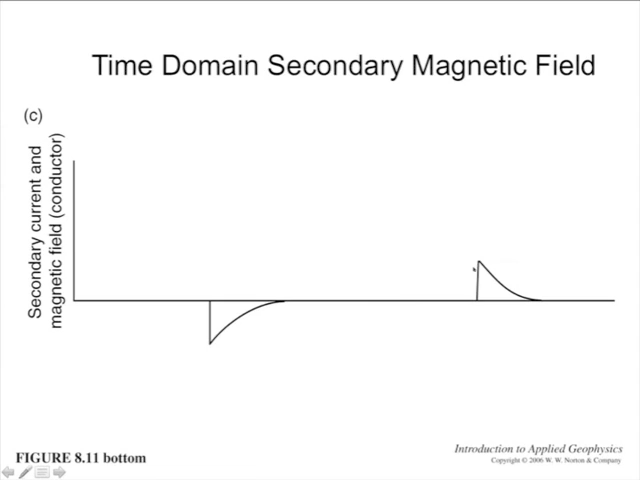 Time Domain Secondary Magnetic Field
(c)
Secondary current and
magnetic field (conductor)
FIGURE 8.11 bottom
Introduction to Applied Geophysics
Copyright © 2006 W. W. Norton & Company